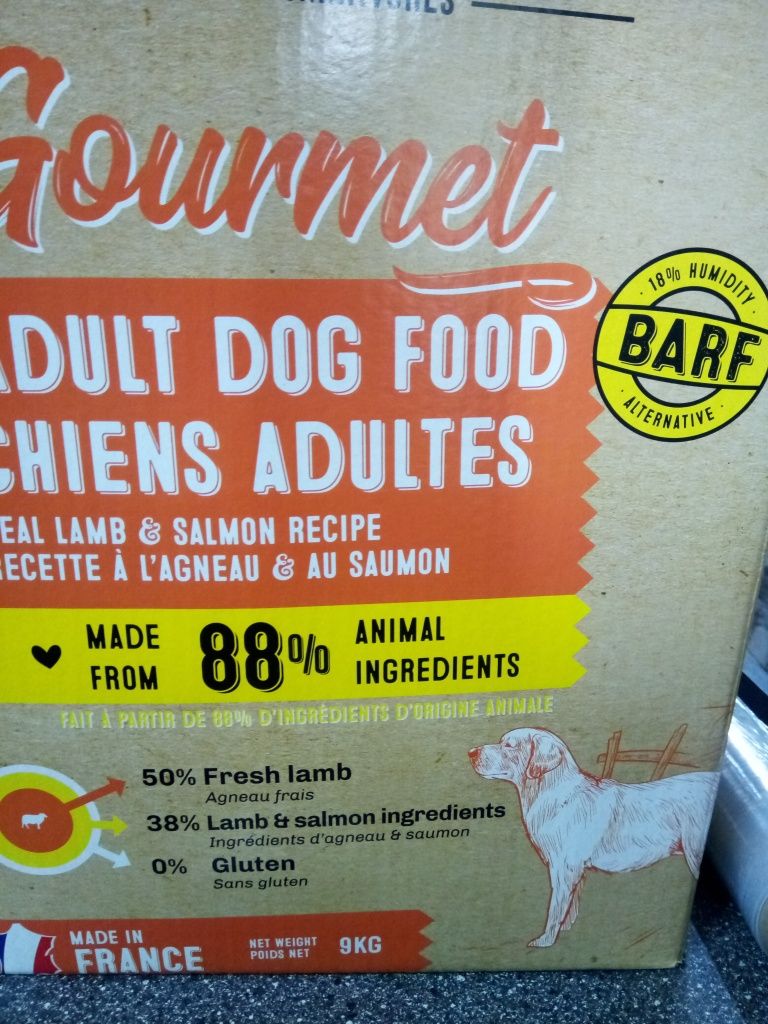 Gourmet
18% HUMIDITY
BARF
ALTERNATIVE
ADULT DOG FOOD
CHIENS ADULTES
EAL LAMB & SALMON RECIPE
RECETTE À L'AGNEAU & AU SAUMON
MADE FROM 88% ANIMAL INGREDIENTS
FAIT À PARTIR DE 88% D'INGRÉDIENTS D'ORIGINE ANIMALE
50% Fresh lamb
Agneau frais
38% Lamb & salmon ingredients
Ingrédients d'agneau & saumon
0% Gluten
Sans gluten
MADE IN
FRANCE
NET WEIGHT
POIDS NET
9KG